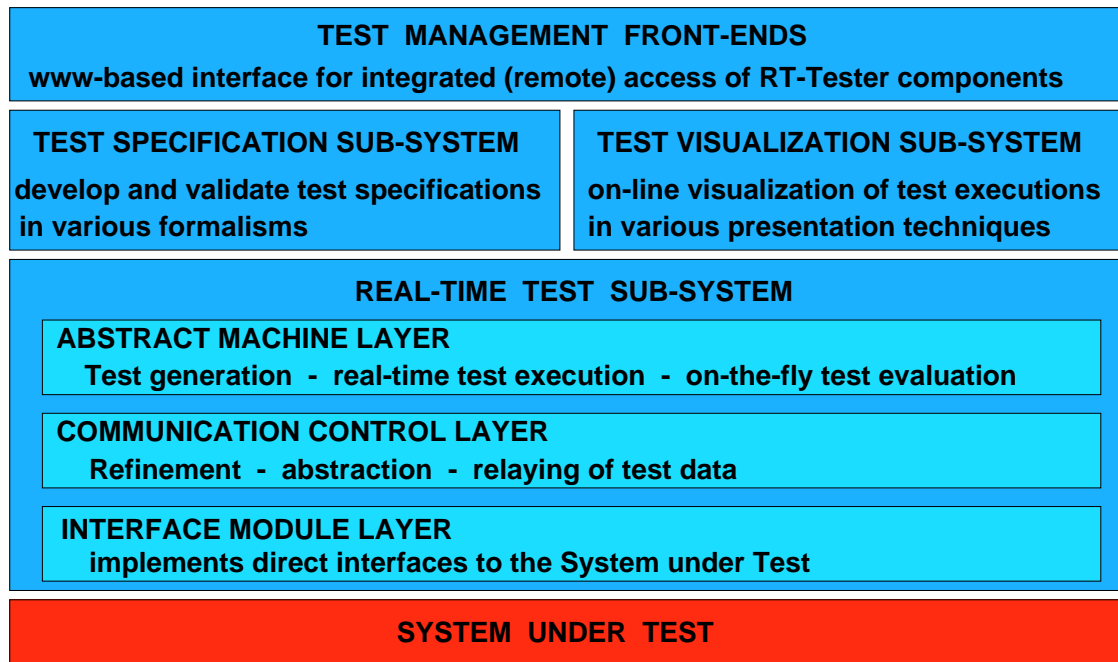 TEST MANAGEMENT FRONT-ENDS
www-based interface for integrated (remote) access of RT-Tester components
TEST SPECIFICATION SUB-SYSTEM
develop and validate test specifications
in various formalisms
TEST VISUALIZATION SUB-SYSTEM
on-line visualization of test executions
in various presentation techniques
REAL-TIME TEST SUB-SYSTEM
ABSTRACT MACHINE LAYER
Test generation - real-time test execution - on-the-fly test evaluation
COMMUNICATION CONTROL LAYER
Refinement - abstraction - relaying of test data
INTERFACE MODULE LAYER
implements direct interfaces to the System under Test
SYSTEM UNDER TEST